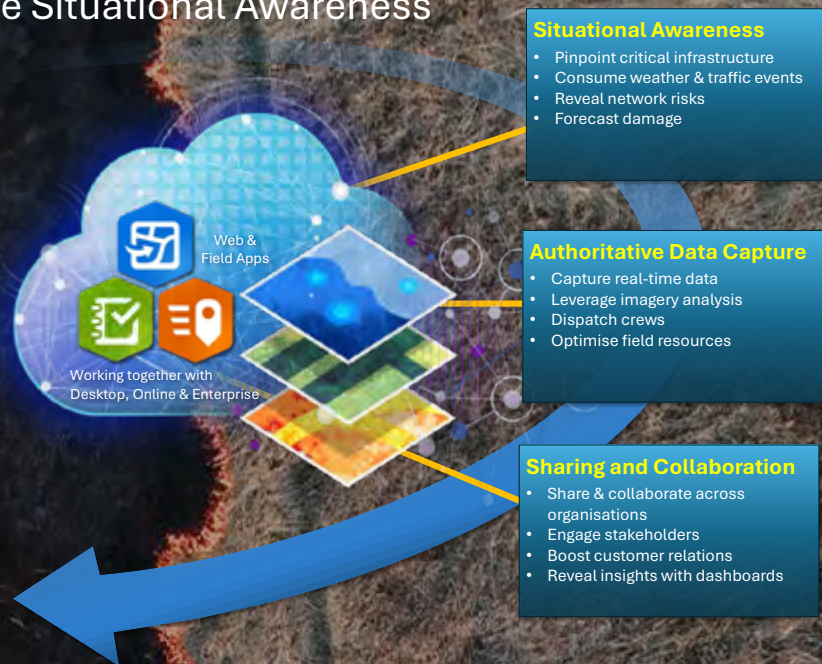 e Situational Awareness
Situational Awareness
• Pinpoint critical infrastructure
• Consume weather & traffic events
• Reveal network risks
• Forecast damage
Web &
Field Apps
Working together with
Desktop, Online & Enterprise
Authoritative Data Capture
• Capture real-time data
• Leverage imagery analysis
• Dispatch crews
• Optimise field resources
Sharing and Collaboration
• Share & collaborate across
organisations
• Engage stakeholders
• Boost customer relations
• Reveal insights with dashboards